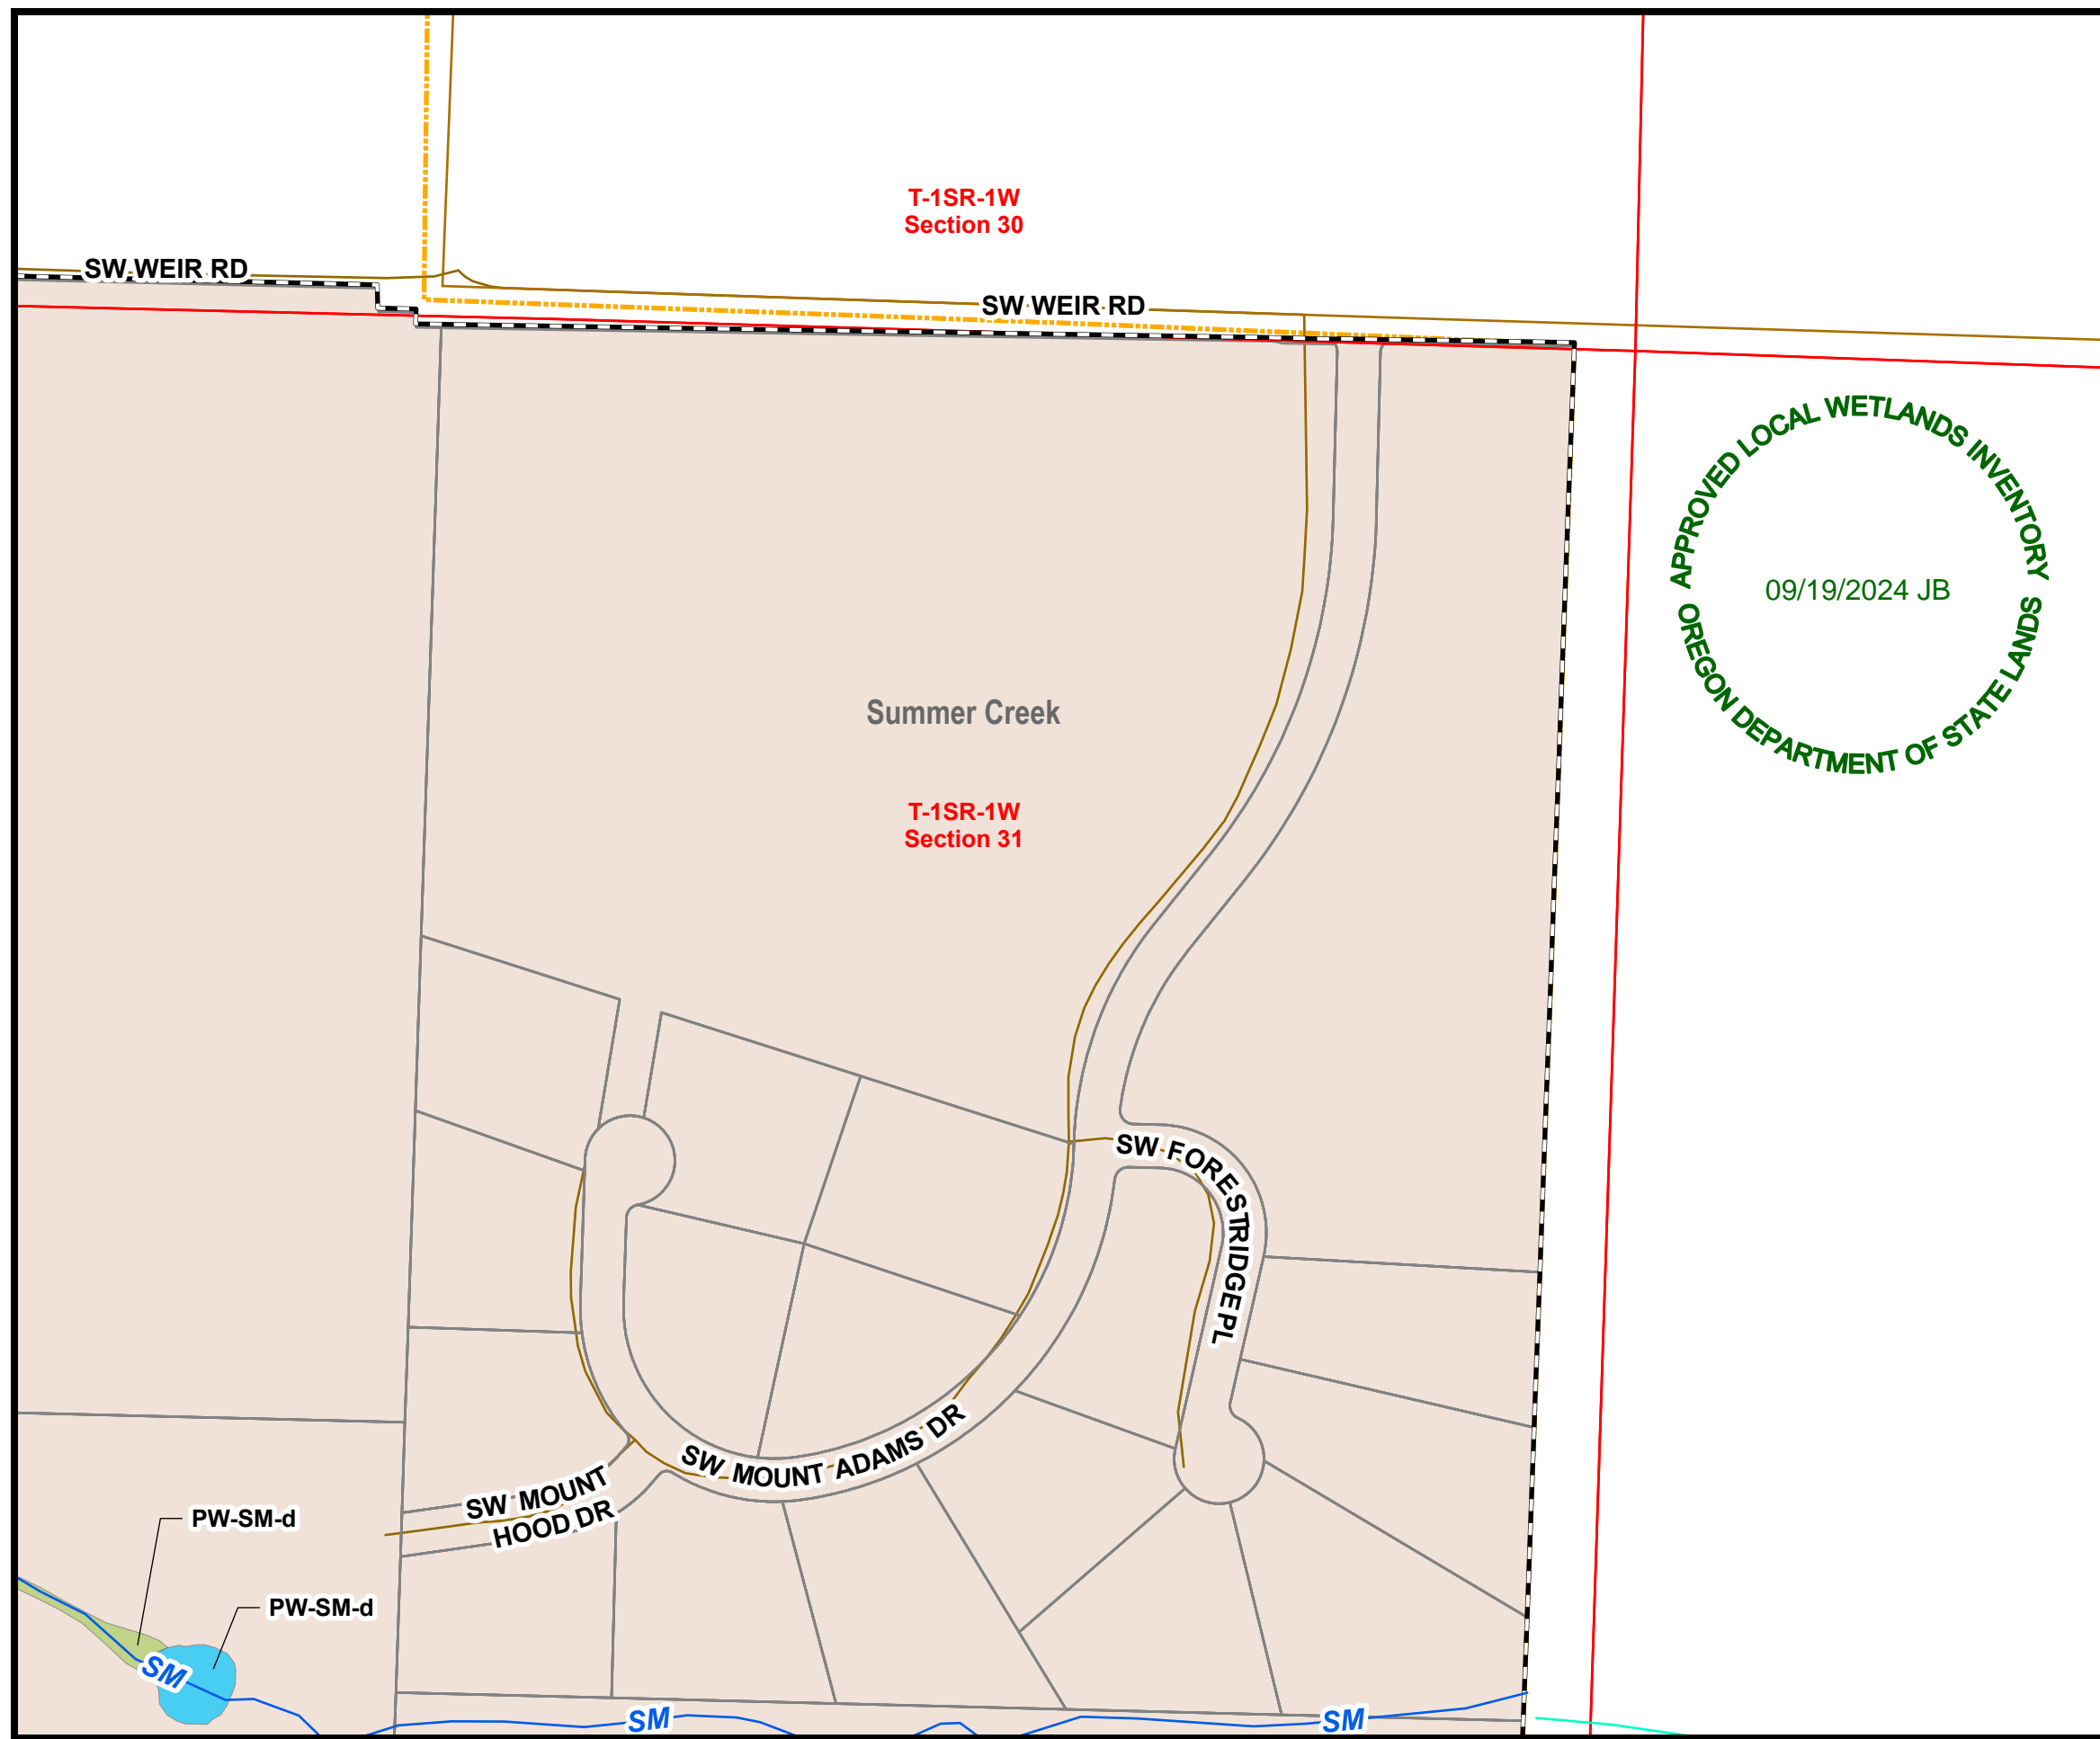 T-1SR-1W
Section 30
SW WEIR RD
SW WEIR RD
APPROVED LOCAL WETLANDS INVENTORY
09/19/2024 JB
OREGON DEPARTMENT OF STATE LANDS
Summer Creek
T-1SR-1W
Section 31
SW FORESTRIDGE PL
SW MOUNT ADAMS DR
SW MOUNT
HOOD DR
PW-SM-d
PW-SM-d
SM
SM
SM